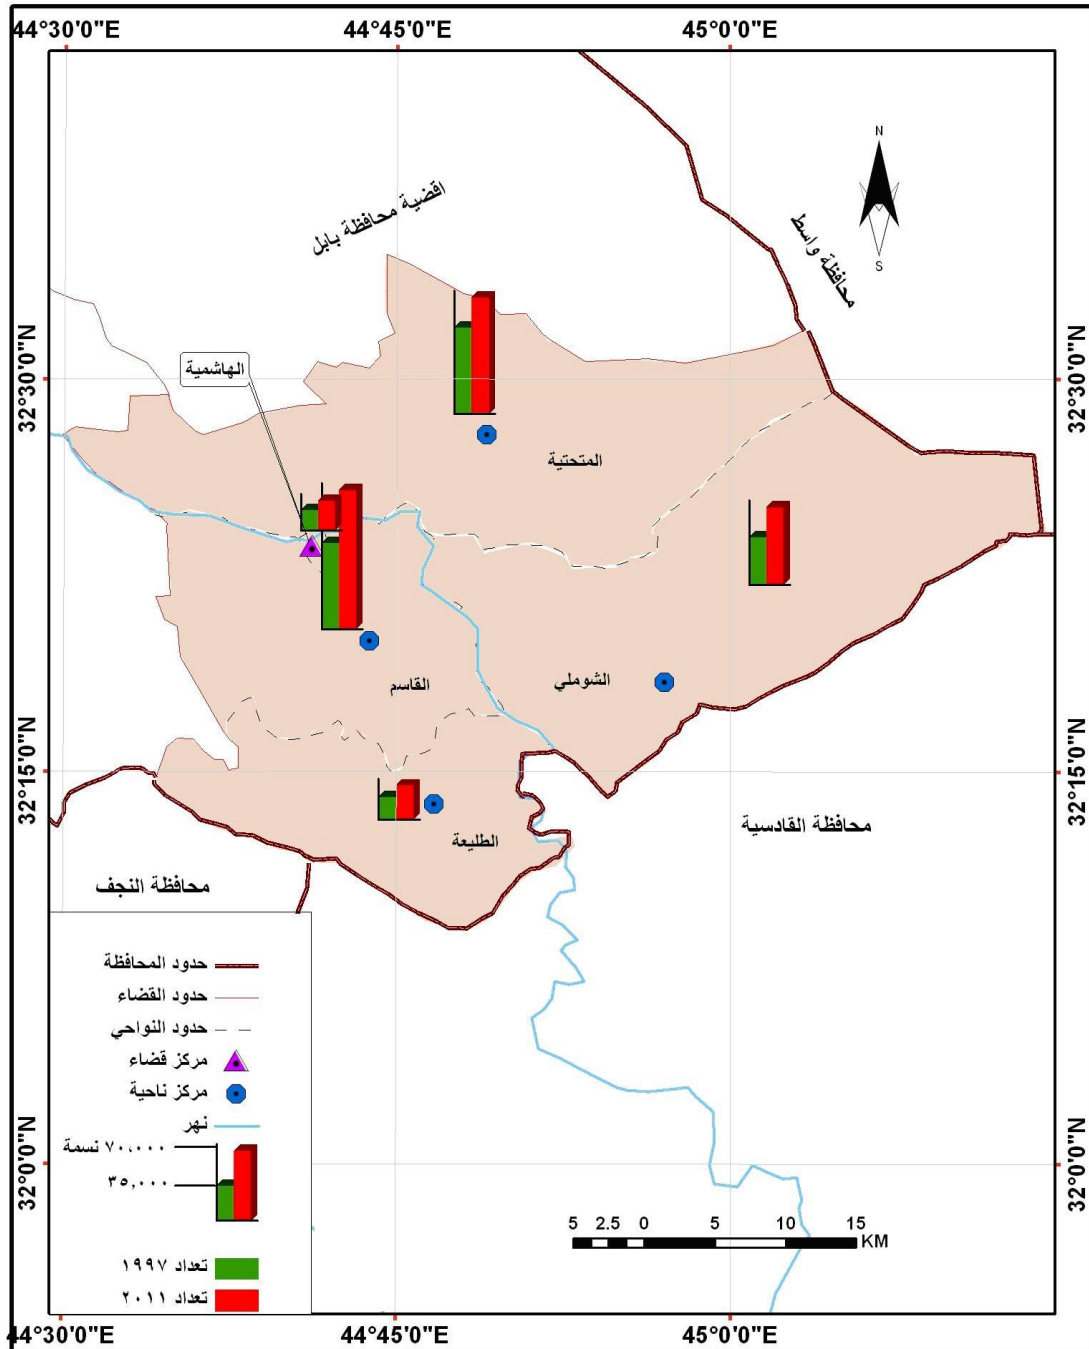 44°30'0"E
44°45'0"E
45°0'0"E
N
S
اقضية محافظة بابل
محافظة واسط
32°30'0"N
32°30'0"N
الهاشمية
المتحتية
القاسم
الشوملي
32°15'0"N
32°15'0"N
الطليعة
محافظة القادسية
محافظة النجف
حدود المحافظة
حدود القضاء
حدود النواحي
مركز قضاء
مركز ناحية
نهر
٧٠,٠٠٠ نسمة
٣٥,٠٠٠
تعداد ١٩٩٧
تعداد ٢٠١١
32°0'0"N
32°0'0"N
5 2.5 0 5 10 15
KM
44°30'0"E
44°45'0"E
45°0'0"E